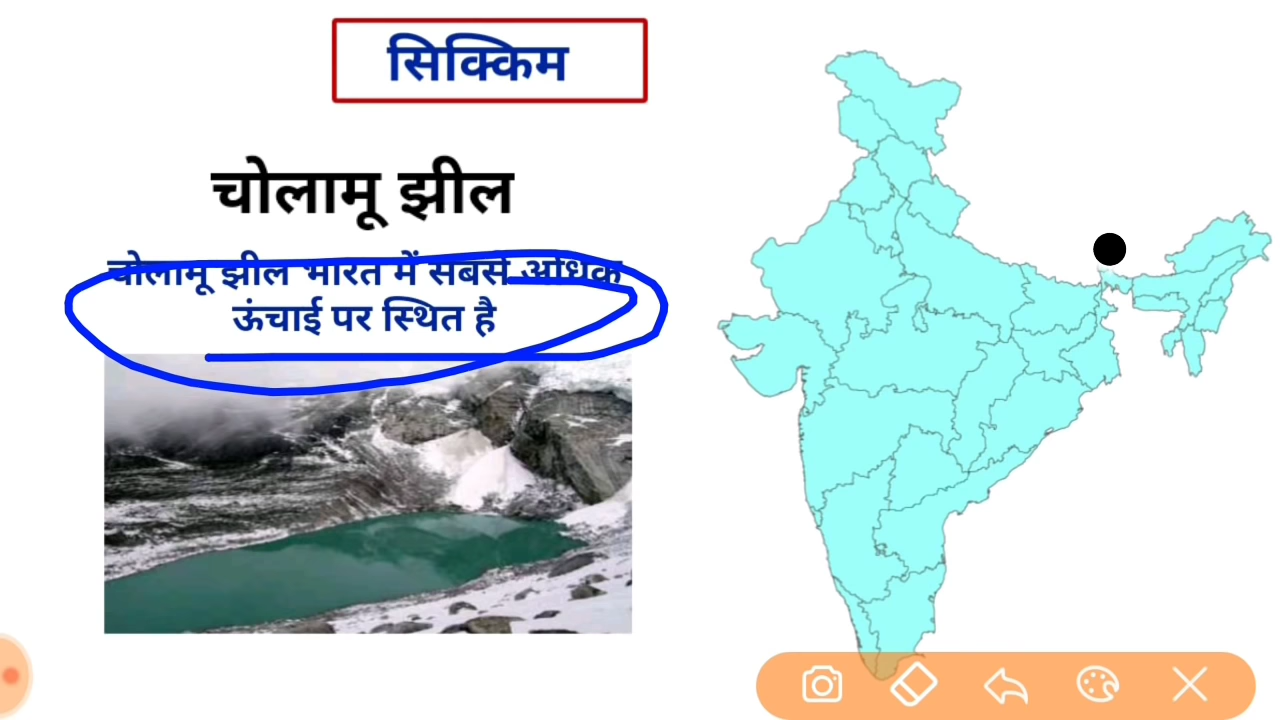 सिक्किम
चोलामू झील
चोलामू झील भारत में सबसे अधिक
ऊंचाई पर स्थित है